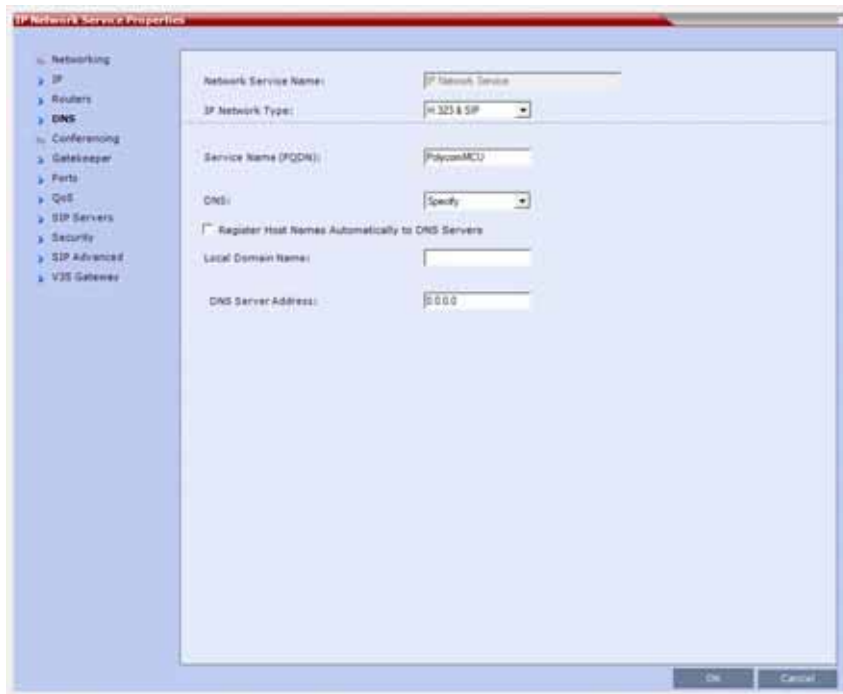 IP Network Service Properties
Networking
IP
Routers
DNS
Conferencing
Gatekeeper
Ports
QoS
SIP Servers
Security
SIP Advanced
V35 Gateway
Network Service Name: IP Network Service
IP Network Type: H.323 & SIP
Service Name (FQDN): PolycomMCU
DNS: Specify
Register Host Names Automatically to DNS Servers
Local Domain Name:
DNS Server Address: 0.0.0.0
OK Cancel